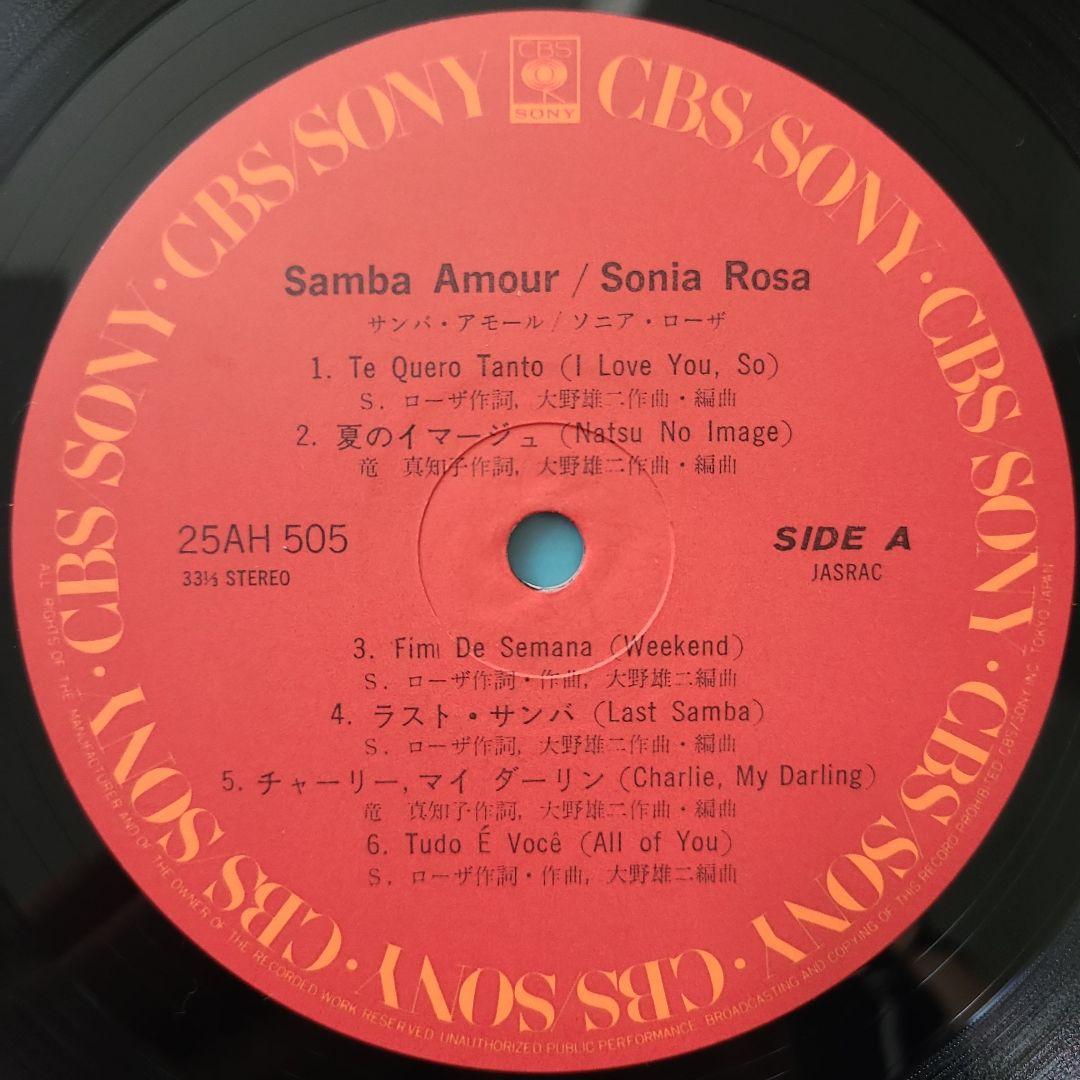 CBS
SONY
CBS/SONY · CBS/SONY · CBS/SONY · CBS/SONY · CBS/SONY · CBS/SONY · CBS/SONY · CBS/SONY
Samba Amour / Sonia Rosa
サンバ・アモール / ソニア・ローザ
1. Te Quero Tanto (I Love You, So)
S. ローザ作詞, 大野雄二作曲・編曲
2. 夏のイマージュ (Natsu No Image)
竜 真知子作詞, 大野雄二作曲・編曲
25AH 505
33⅓ STEREO
SIDE A
JASRAC
3. Fim De Semana (Weekend)
S. ローザ作詞・作曲, 大野雄二編曲
4. ラスト・サンバ (Last Samba)
S. ローザ作詞, 大野雄二作曲・編曲
5. チャーリー, マイ ダーリン (Charlie, My Darling)
竜 真知子作詞, 大野雄二作曲・編曲
6. Tudo É Você (All of You)
S. ローザ作詞・作曲, 大野雄二編曲
ALL RIGHTS OF THE MANUFACTURER AND OF THE OWNER OF THE RECORDED WORK RESERVED UNAUTHORIZED PUBLIC PERFORMANCE, BROADCASTING AND COPYING OF THIS RECORD PROHIBITED CBS/SONY INC. TOKYO JAPAN